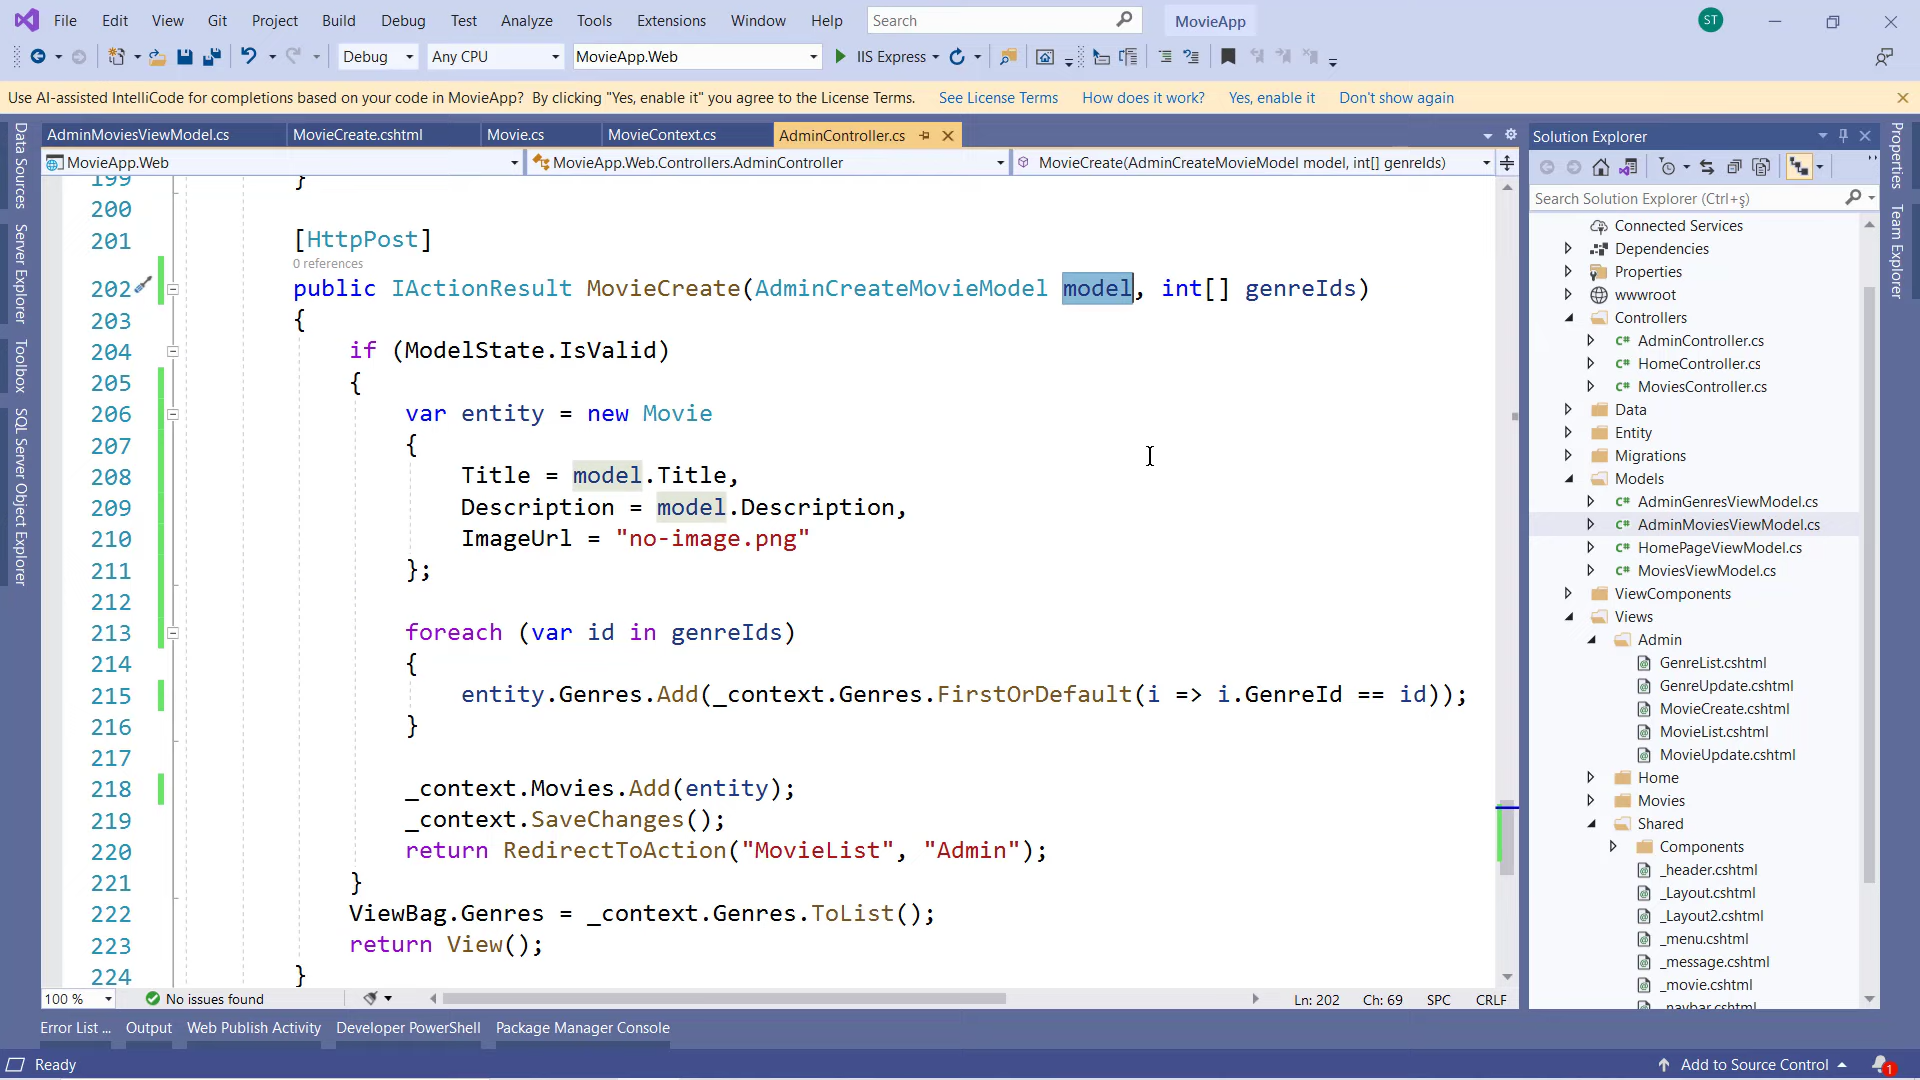 File Edit View Git Project Build Debug Test Analyze Tools Extensions Window Help Search MovieApp ST
Debug Any CPU MovieApp.Web IIS Express
Use AI-assisted IntelliCode for completions based on your code in MovieApp? By clicking "Yes, enable it" you agree to the License Terms. See License Terms How does it work? Yes, enable it Don't show again
AdminMoviesViewModel.cs MovieCreate.cshtml Movie.cs MovieContext.cs AdminController.cs
MovieApp.Web MovieApp.Web.Controllers.AdminController MovieCreate(AdminCreateMovieModel model, int[] genreIds)
199 }
200
201 [HttpPost]
0 references
202 public IActionResult MovieCreate(AdminCreateMovieModel model, int[] genreIds)
203 {
204 if (ModelState.IsValid)
205 {
206 var entity = new Movie
207 {
208 Title = model.Title,
209 Description = model.Description,
210 ImageUrl = "no-image.png"
211 };
212
213 foreach (var id in genreIds)
214 {
215 entity.Genres.Add(_context.Genres.FirstOrDefault(i => i.GenreId == id));
216 }
217
218 _context.Movies.Add(entity);
219 _context.SaveChanges();
220 return RedirectToAction("MovieList", "Admin");
221 }
222 ViewBag.Genres = _context.Genres.ToList();
223 return View();
224 }
100 % No issues found Ln: 202 Ch: 69 SPC CRLF
Error List ... Output Web Publish Activity Developer PowerShell Package Manager Console
Ready Add to Source Control 1
Data Sources
Server Explorer
Toolbox
SQL Server Object Explorer
Solution Explorer
Search Solution Explorer (Ctrl+ş)
Connected Services
Dependencies
Properties
wwwroot
Controllers
C# AdminController.cs
C# HomeController.cs
C# MoviesController.cs
Data
Entity
Migrations
Models
C# AdminGenresViewModel.cs
C# AdminMoviesViewModel.cs
C# HomePageViewModel.cs
C# MoviesViewModel.cs
ViewComponents
Views
Admin
GenreList.cshtml
GenreUpdate.cshtml
MovieCreate.cshtml
MovieList.cshtml
MovieUpdate.cshtml
Home
Movies
Shared
Components
_header.cshtml
_Layout.cshtml
_Layout2.cshtml
_menu.cshtml
_message.cshtml
_movie.cshtml
_navbar.cshtml
Properties
Team Explorer